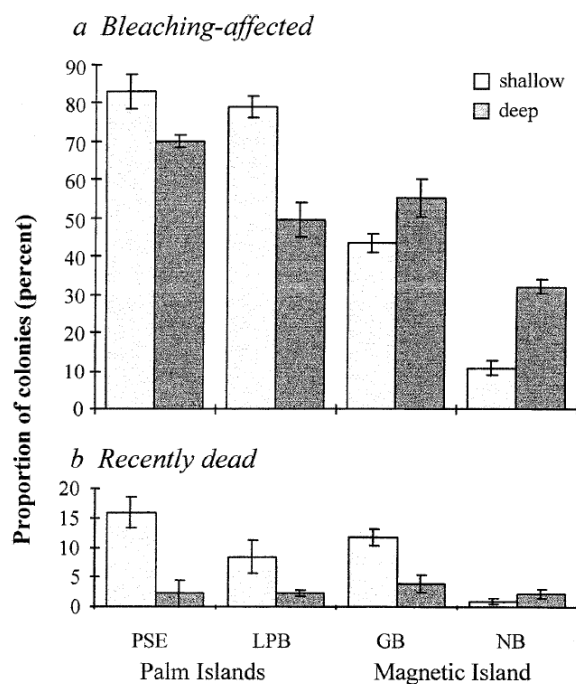 a Bleaching-affected
90
80
70
60
50
40
30
20
10
0
shallow
deep
Proportion of colonies (percent)
b Recently dead
20
15
10
5
0
PSE LPB GB NB
Palm Islands Magnetic Island